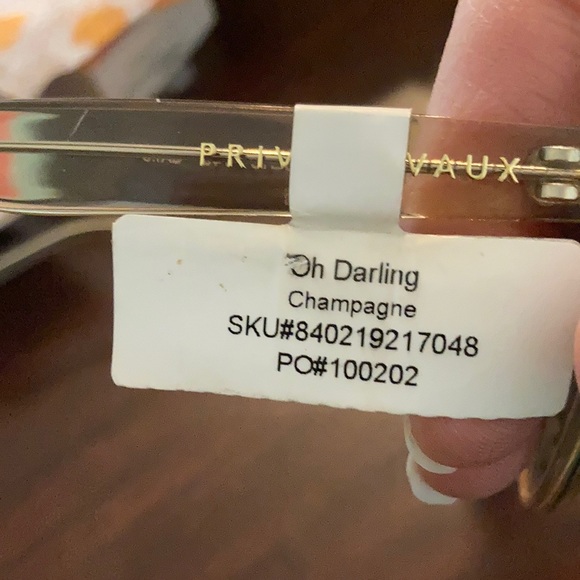 PRIV VAUX
Oh Darling
Champagne
SKU#840219217048
PO#100202